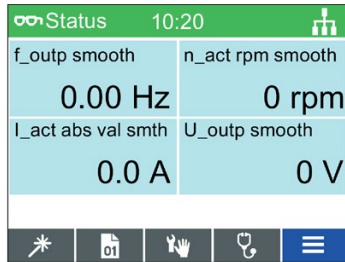 Status 10:20
f_outp smooth n_act rpm smooth
0.00 Hz 0 rpm
I_act abs val smth U_outp smooth
0.0 A 0 V
01